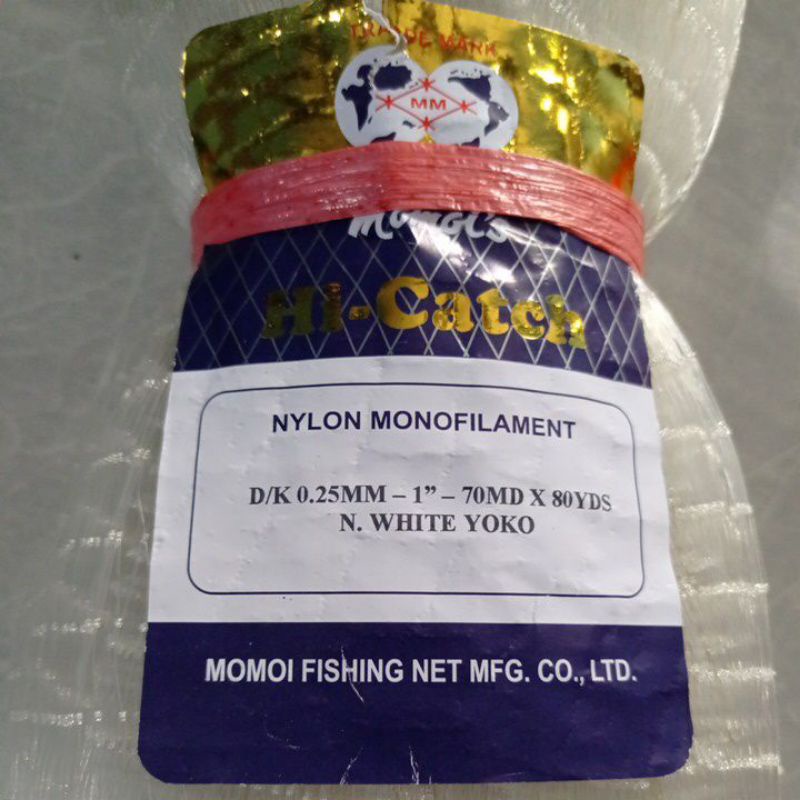 TRADE MARK
MM
Momoi's
Hi-Catch
NYLON MONOFILAMENT
D/K 0.25MM – 1” – 70MD X 80YDS
N. WHITE YOKO
MOMOI FISHING NET MFG. CO., LTD.